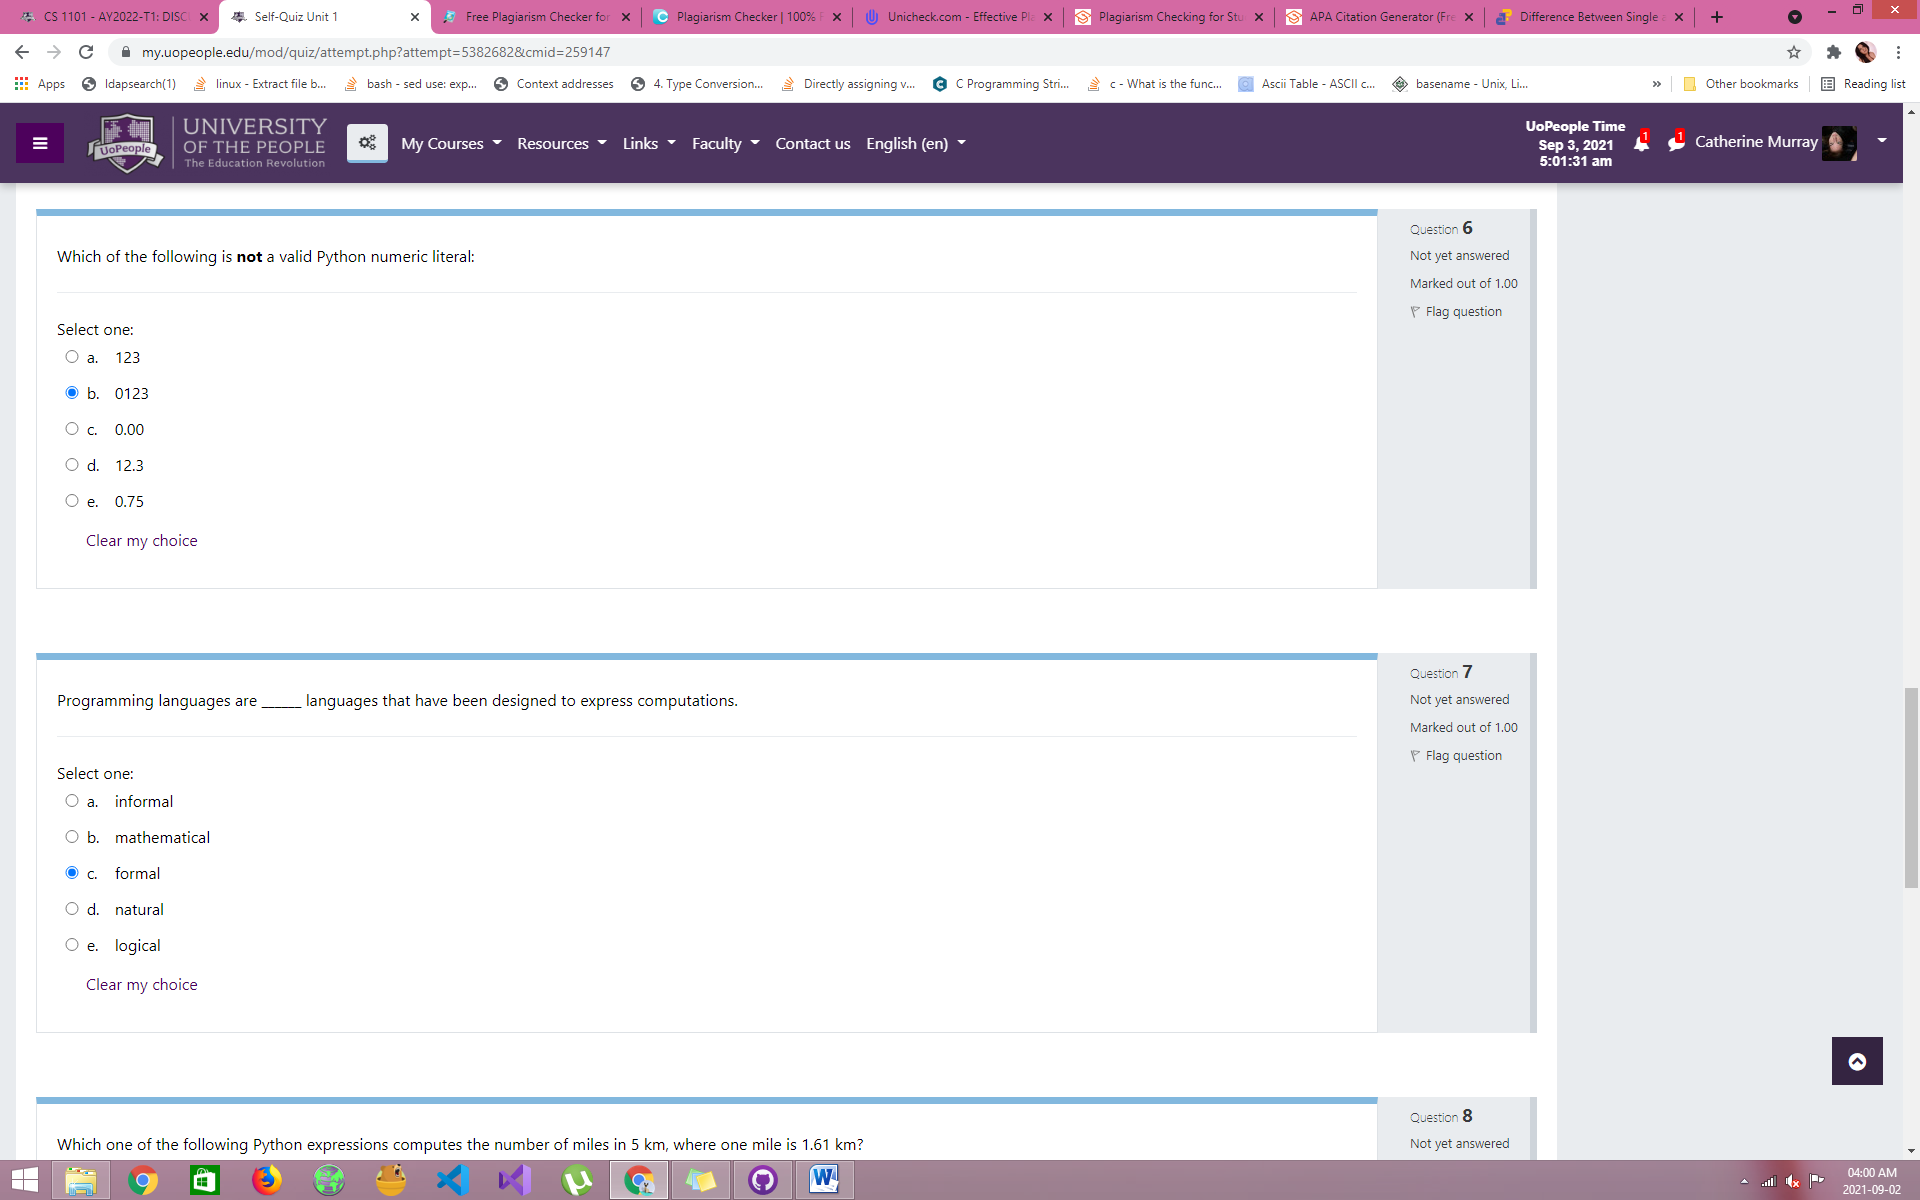 CS 1101 - AY2022-T1: DISC
Self-Quiz Unit 1
Free Plagiarism Checker for
Plagiarism Checker | 100% F
Unicheck.com - Effective Pla
Plagiarism Checking for Stu
APA Citation Generator (Fre
Difference Between Single a
my.uopeople.edu/mod/quiz/attempt.php?attempt=5382682&cmid=259147
Apps
ldapsearch(1)
linux - Extract file b...
bash - sed use: exp...
Context addresses
4. Type Conversion...
Directly assigning v...
C Programming Stri...
c - What is the func...
Ascii Table - ASCII c...
basename - Unix, Li...
»
Other bookmarks
Reading list
UoPeople
UNIVERSITY
OF THE PEOPLE
The Education Revolution
My Courses
Resources
Links
Faculty
Contact us
English (en)
UoPeople Time
Sep 3, 2021
5:01:31 am
1
1
Catherine Murray
Which of the following is not a valid Python numeric literal:
Select one:
a. 123
b. 0123
c. 0.00
d. 12.3
e. 0.75
Clear my choice
Question 6
Not yet answered
Marked out of 1.00
Flag question
Programming languages are _____ languages that have been designed to express computations.
Select one:
a. informal
b. mathematical
c. formal
d. natural
e. logical
Clear my choice
Question 7
Not yet answered
Marked out of 1.00
Flag question
Which one of the following Python expressions computes the number of miles in 5 km, where one mile is 1.61 km?
Question 8
Not yet answered
04:00 AM
2021-09-02